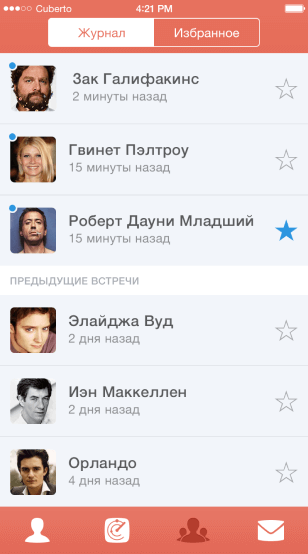 Cuberto 4:21 PM
Журнал Избранное
Зак Галифакинс
2 минуты назад
Гвинет Пэлтроу
15 минуты назад
Роберт Дауни Младший
15 минуты назад
ПРЕДЫДУЩИЕ ВСТРЕЧИ
Элайджа Вуд
2 дня назад
Иэн Маккеллен
2 дня назад
Орландо
4 дня назад